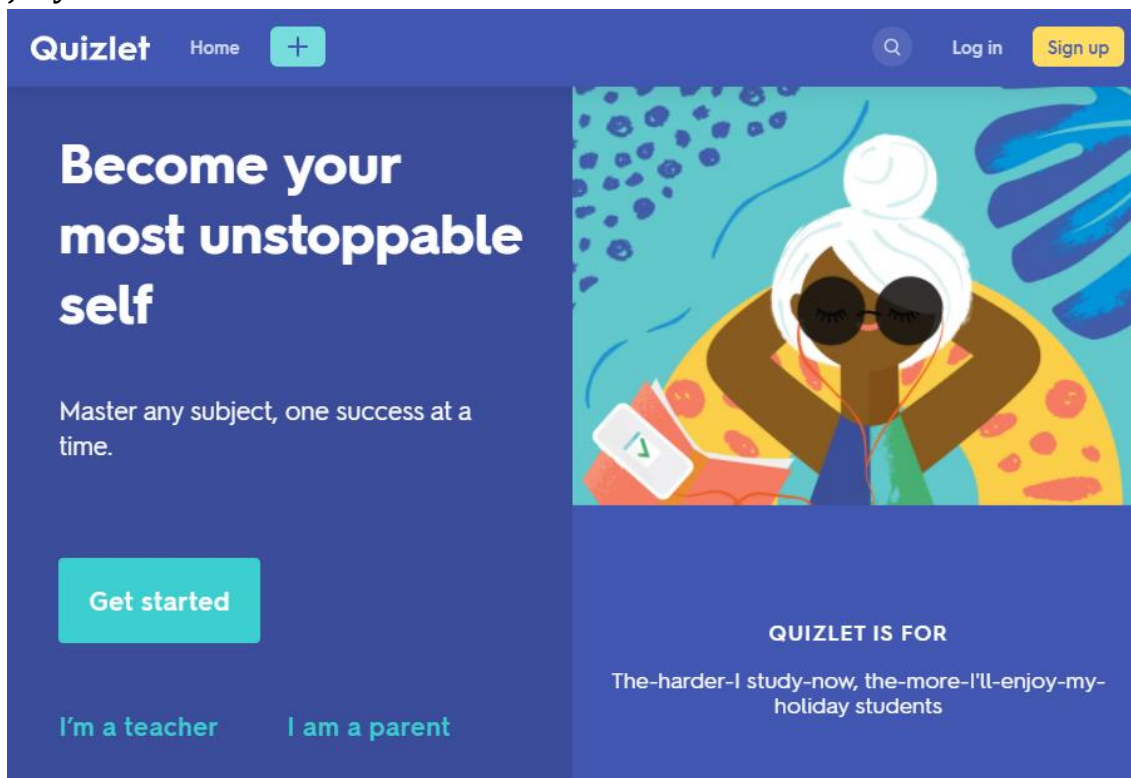 Quizlet
Home
+
Log in
Sign up
Become your
most unstoppable
self
Master any subject, one success at a
time.
Get started
I'm a teacher
I am a parent
QUIZLET IS FOR
The-harder-I study-now, the-more-I'll-enjoy-my-
holiday students